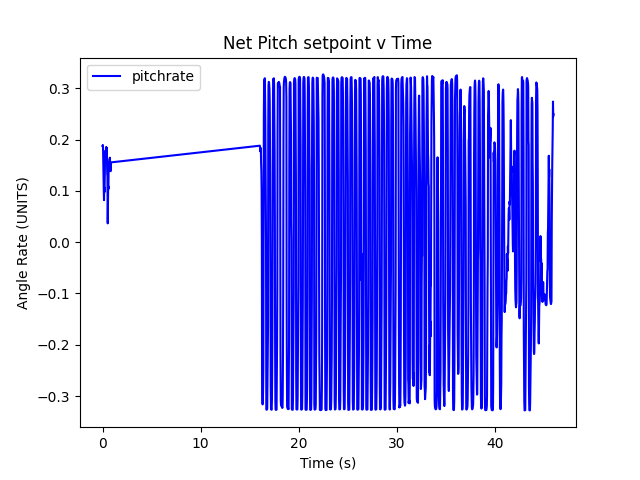 Net Pitch setpoint v Time
pitchrate
0.3
0.2
0.1
0.0
−0.1
−0.2
−0.3
Angle Rate (UNITS)
0 10 20 30 40
Time (s)